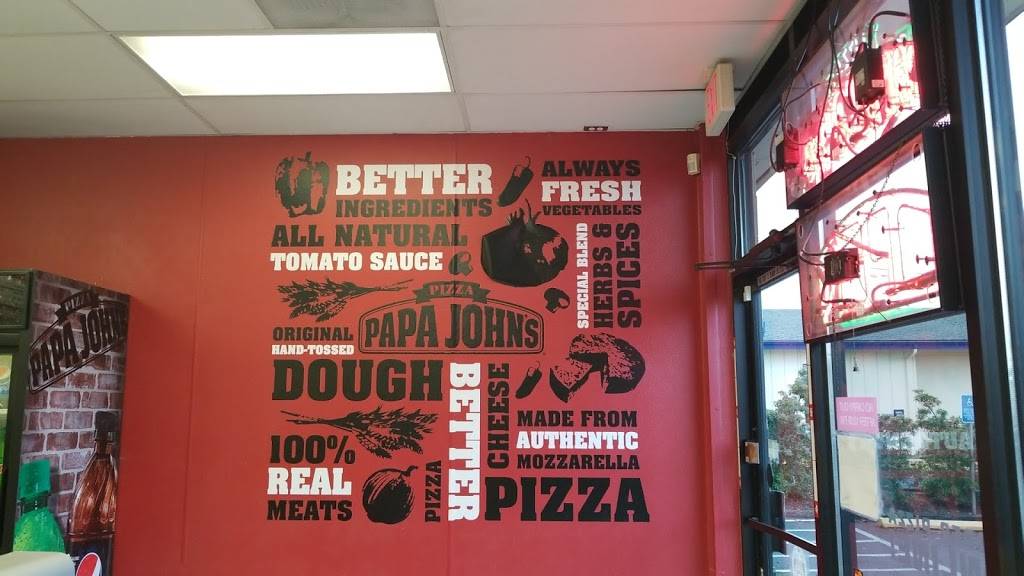 BETTER
INGREDIENTS
ALL NATURAL
TOMATO SAUCE
ALWAYS
FRESH
VEGETABLES
SPECIAL BLEND
HERBS &
SPICES
PIZZA
PAPA JOHN'S
ORIGINAL
HAND-TOSSED
DOUGH
BETTER
CHEESE
MADE FROM
AUTHENTIC
MOZZARELLA
100%
REAL
MEATS
PIZZA
PIZZA
PIZZA
PAPA JOHN'S